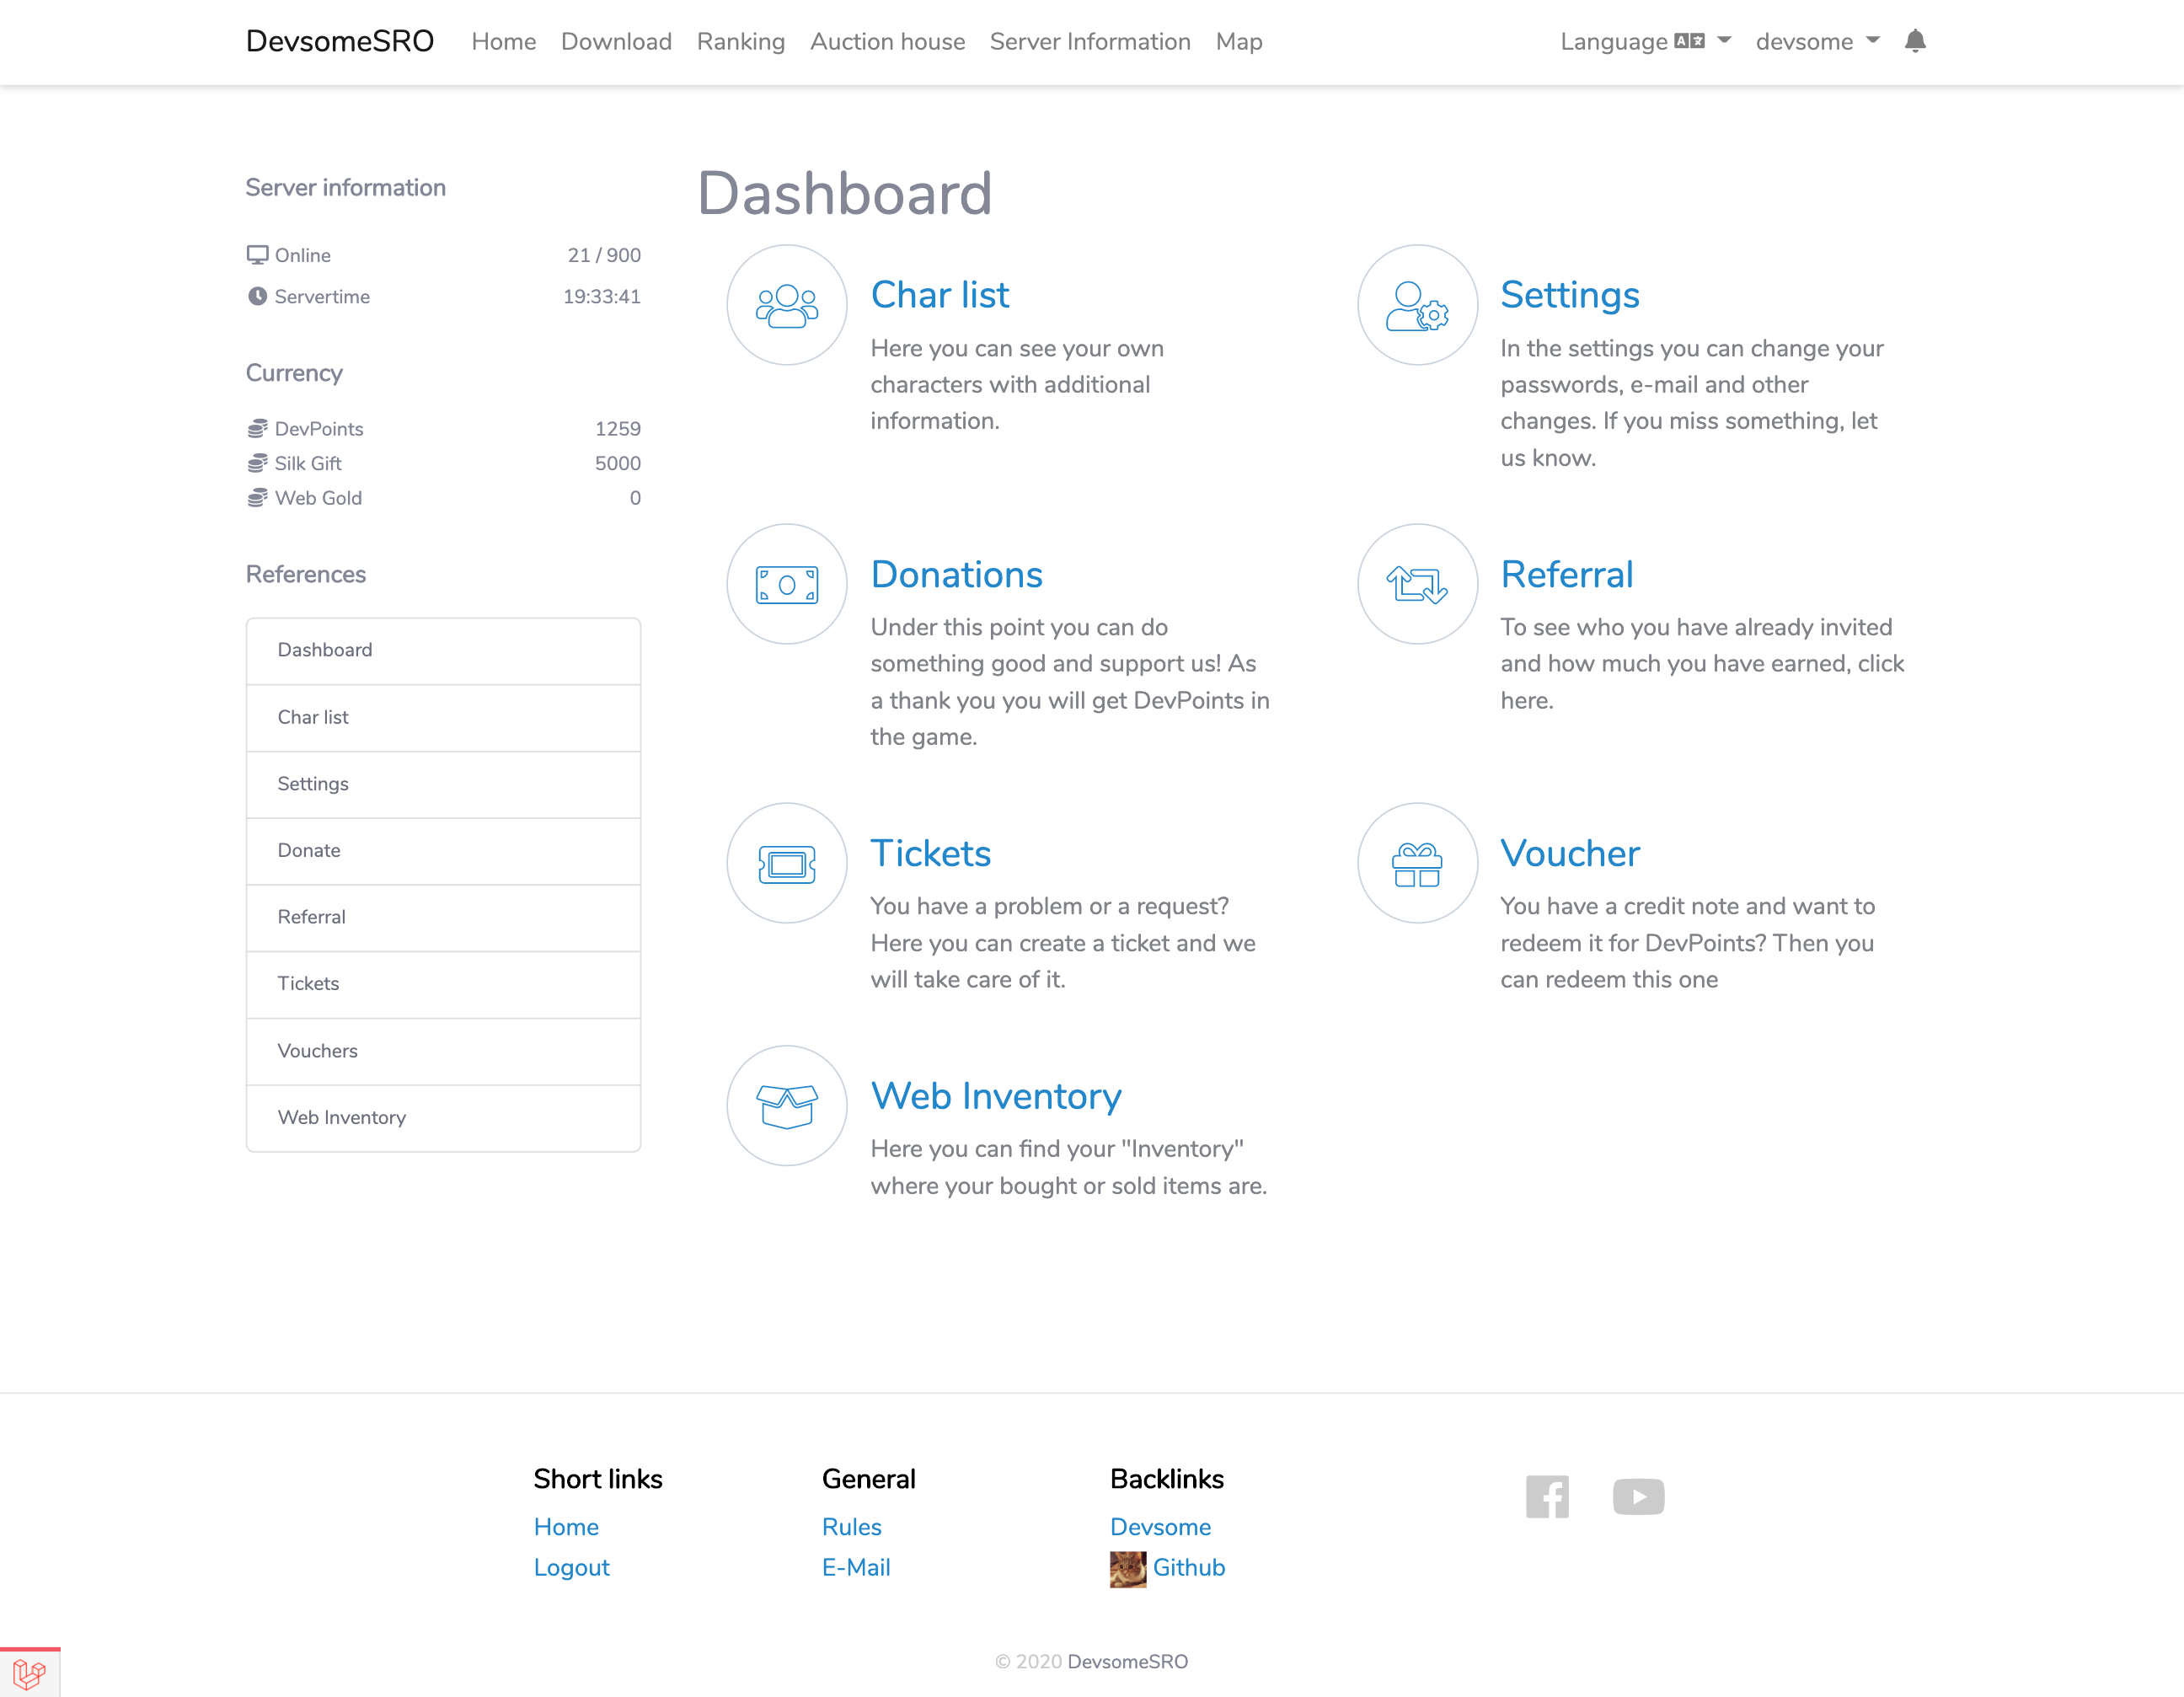 DevsomeSRO Home Download Ranking Auction house Server Information Map Language devsome
Server information
Online 21 / 900
Servertime 19:33:41
Currency
DevPoints 1259
Silk Gift 5000
Web Gold 0
References
Dashboard
Char list
Settings
Donate
Referral
Tickets
Vouchers
Web Inventory
Dashboard
Char list
Here you can see your own
characters with additional
information.
Settings
In the settings you can change your
passwords, e-mail and other
changes. If you miss something, let
us know.
Donations
Under this point you can do
something good and support us! As
a thank you you will get DevPoints in
the game.
Referral
To see who you have already invited
and how much you have earned, click
here.
Tickets
You have a problem or a request?
Here you can create a ticket and we
will take care of it.
Voucher
You have a credit note and want to
redeem it for DevPoints? Then you
can redeem this one
Web Inventory
Here you can find your "Inventory"
where your bought or sold items are.
Short links
Home
Logout
General
Rules
E-Mail
Backlinks
Devsome
Github
© 2020 DevsomeSRO